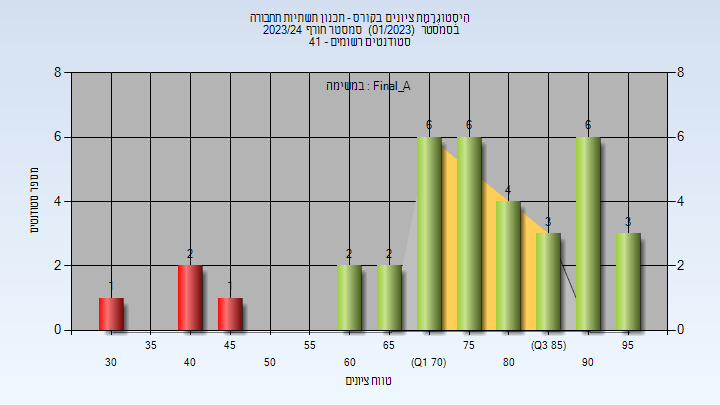 היסטוגרמת ציונים בקורס - תכנון תשתיות תחבורה
בסמסטר (01/2023) סמסטר חורף 2023/24
סטודנטים רשומים - 41
במשימה : Final_A
מספר סטודנטים
8 8
6 6
4 4
2 2
0 0
1 2 1 2 2 6 6 4 3 6 3
35 45 55 65 75 (Q3 85) 95
30 40 50 60 (Q1 70) 80 90
טווח ציונים